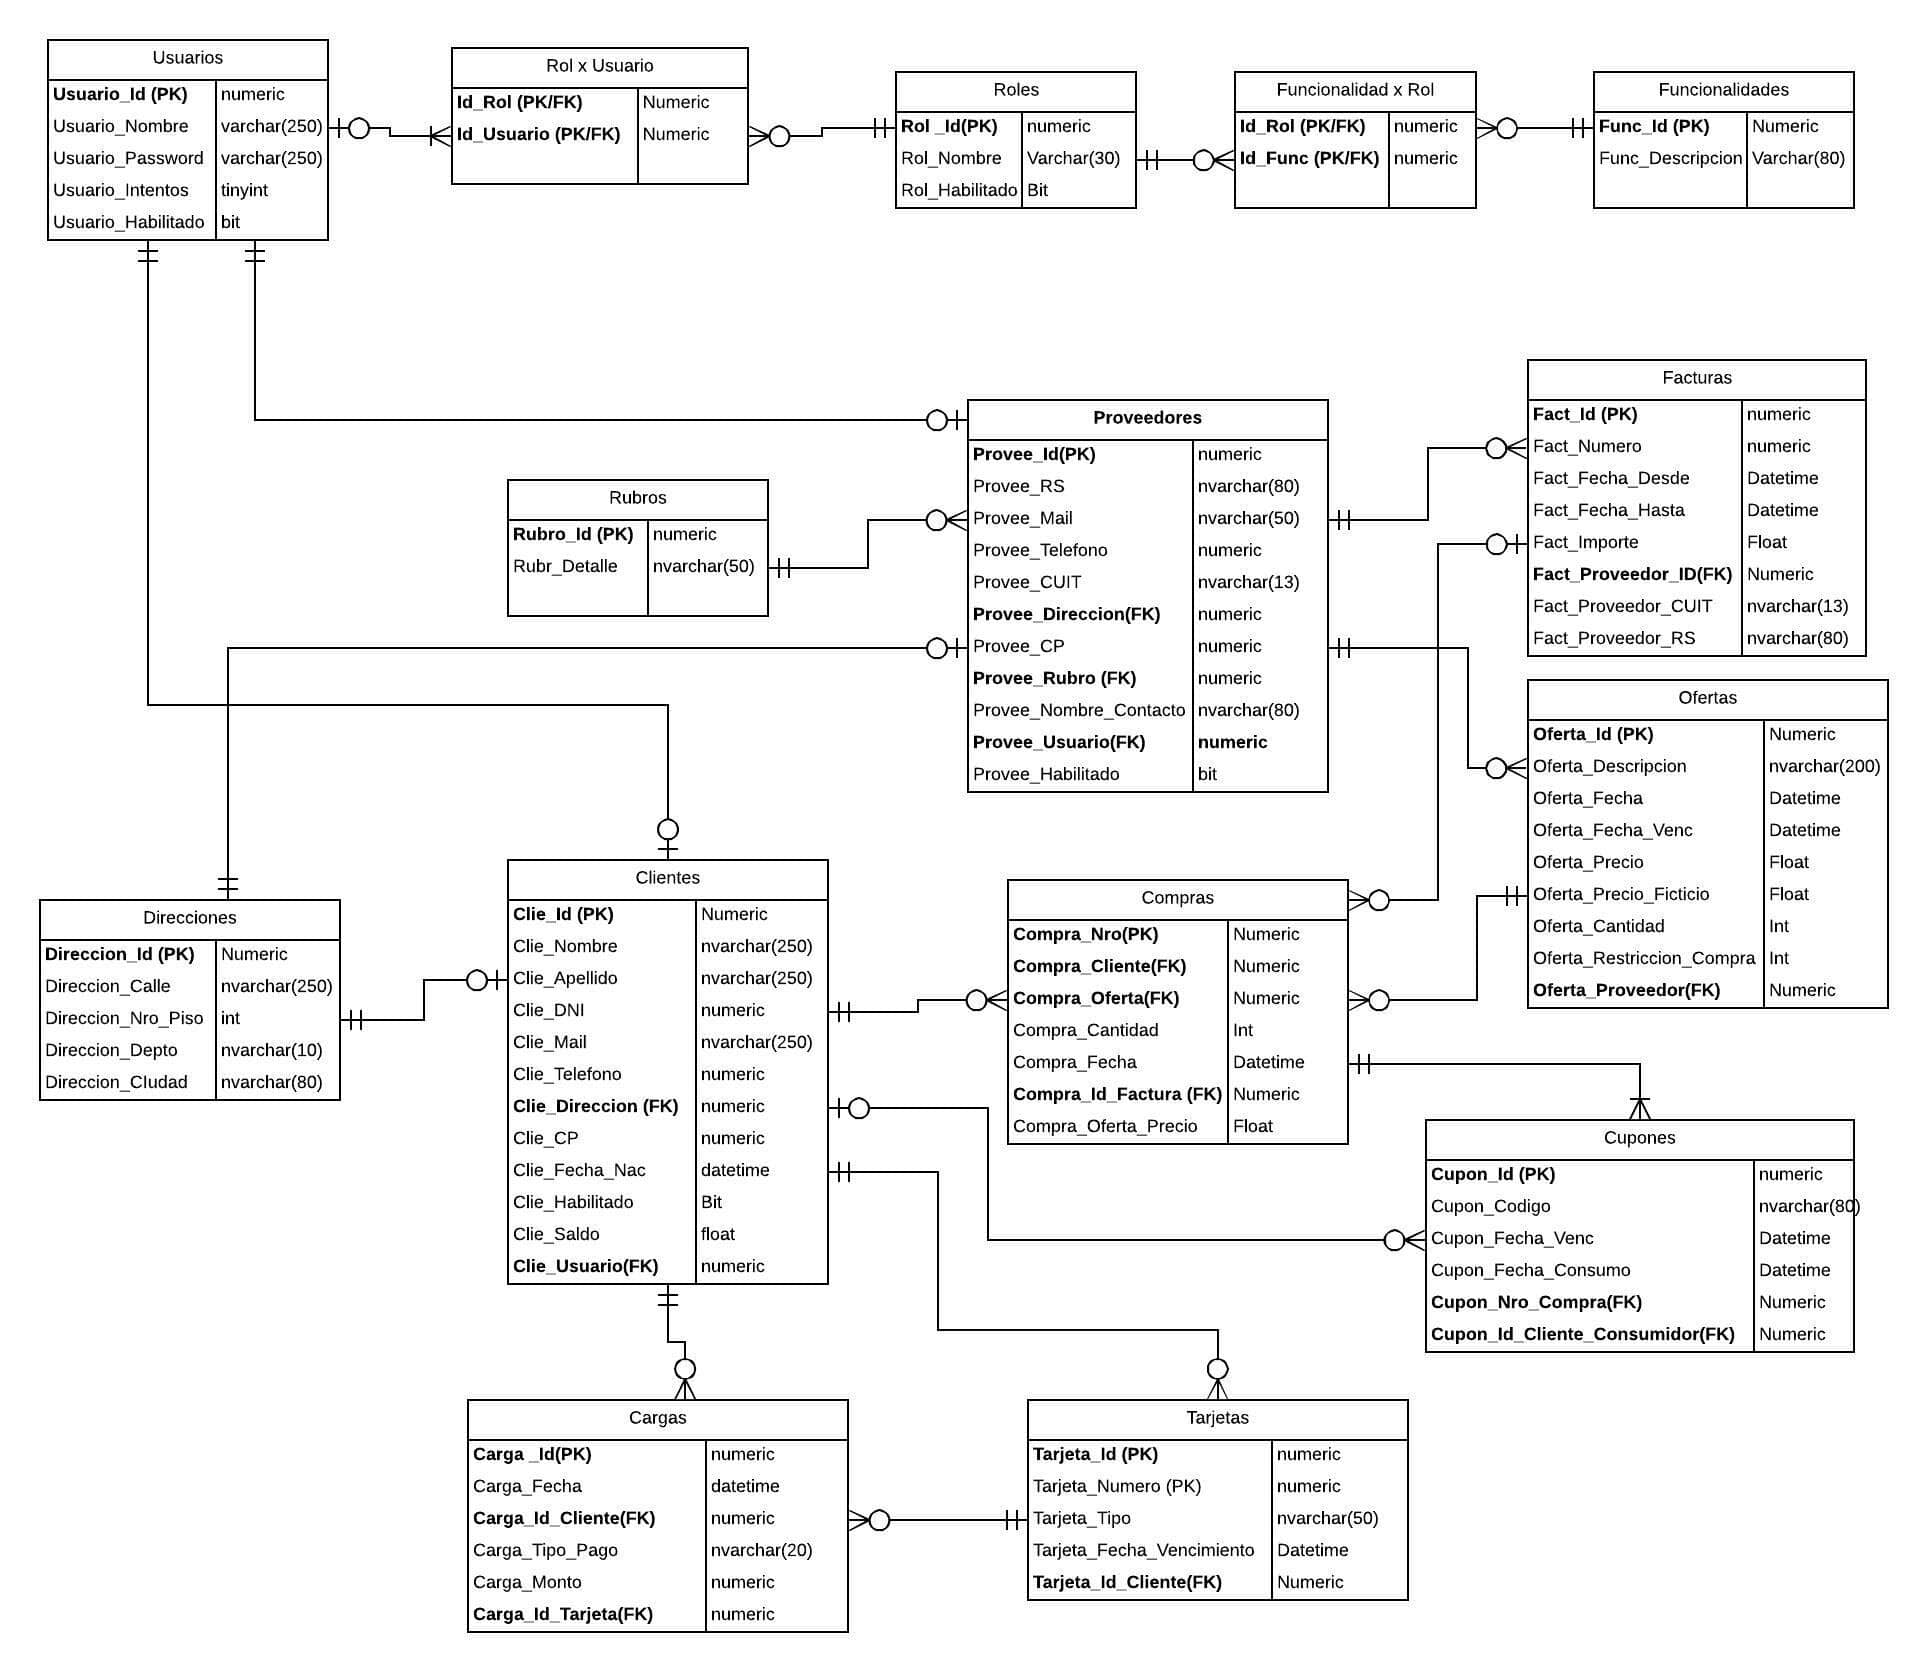 Usuarios
Usuario_Id (PK) numeric
Usuario_Nombre varchar(250)
Usuario_Password varchar(250)
Usuario_Intentos tinyint
Usuario_Habilitado bit
Rol x Usuario
Id_Rol (PK/FK) Numeric
Id_Usuario (PK/FK) Numeric
Roles
Rol _Id(PK) numeric
Rol_Nombre Varchar(30)
Rol_Habilitado Bit
Funcionalidad x Rol
Id_Rol (PK/FK) numeric
Id_Func (PK/FK) numeric
Funcionalidades
Func_Id (PK) Numeric
Func_Descripcion Varchar(80)
Facturas
Fact_Id (PK) numeric
Fact_Numero numeric
Fact_Fecha_Desde Datetime
Fact_Fecha_Hasta Datetime
Fact_Importe Float
Fact_Proveedor_ID(FK) Numeric
Fact_Proveedor_CUIT nvarchar(13)
Fact_Proveedor_RS nvarchar(80)
Proveedores
Provee_Id(PK) numeric
Provee_RS nvarchar(80)
Provee_Mail nvarchar(50)
Provee_Telefono numeric
Provee_CUIT nvarchar(13)
Provee_Direccion(FK) numeric
Provee_CP numeric
Provee_Rubro (FK) numeric
Provee_Nombre_Contacto nvarchar(80)
Provee_Usuario(FK) numeric
Provee_Habilitado bit
Rubros
Rubro_Id (PK) numeric
Rubr_Detalle nvarchar(50)
Ofertas
Oferta_Id (PK) Numeric
Oferta_Descripcion nvarchar(200)
Oferta_Fecha Datetime
Oferta_Fecha_Venc Datetime
Oferta_Precio Float
Oferta_Precio_Ficticio Float
Oferta_Cantidad Int
Oferta_Restriccion_Compra Int
Oferta_Proveedor(FK) Numeric
Direcciones
Direccion_Id (PK) Numeric
Direccion_Calle nvarchar(250)
Direccion_Nro_Piso int
Direccion_Depto nvarchar(10)
Direccion_CIudad nvarchar(80)
Clientes
Clie_Id (PK) Numeric
Clie_Nombre nvarchar(250)
Clie_Apellido nvarchar(250)
Clie_DNI numeric
Clie_Mail nvarchar(250)
Clie_Telefono numeric
Clie_Direccion (FK) numeric
Clie_CP numeric
Clie_Fecha_Nac datetime
Clie_Habilitado Bit
Clie_Saldo float
Clie_Usuario(FK) numeric
Compras
Compra_Nro(PK) Numeric
Compra_Cliente(FK) Numeric
Compra_Oferta(FK) Numeric
Compra_Cantidad Int
Compra_Fecha Datetime
Compra_Id_Factura (FK) Numeric
Compra_Oferta_Precio Float
Cupones
Cupon_Id (PK) numeric
Cupon_Codigo nvarchar(80)
Cupon_Fecha_Venc Datetime
Cupon_Fecha_Consumo Datetime
Cupon_Nro_Compra(FK) Numeric
Cupon_Id_Cliente_Consumidor(FK) Numeric
Cargas
Carga _Id(PK) numeric
Carga_Fecha datetime
Carga_Id_Cliente(FK) numeric
Carga_Tipo_Pago nvarchar(20)
Carga_Monto numeric
Carga_Id_Tarjeta(FK) numeric
Tarjetas
Tarjeta_Id (PK) numeric
Tarjeta_Numero (PK) numeric
Tarjeta_Tipo nvarchar(50)
Tarjeta_Fecha_Vencimiento Datetime
Tarjeta_Id_Cliente(FK) Numeric